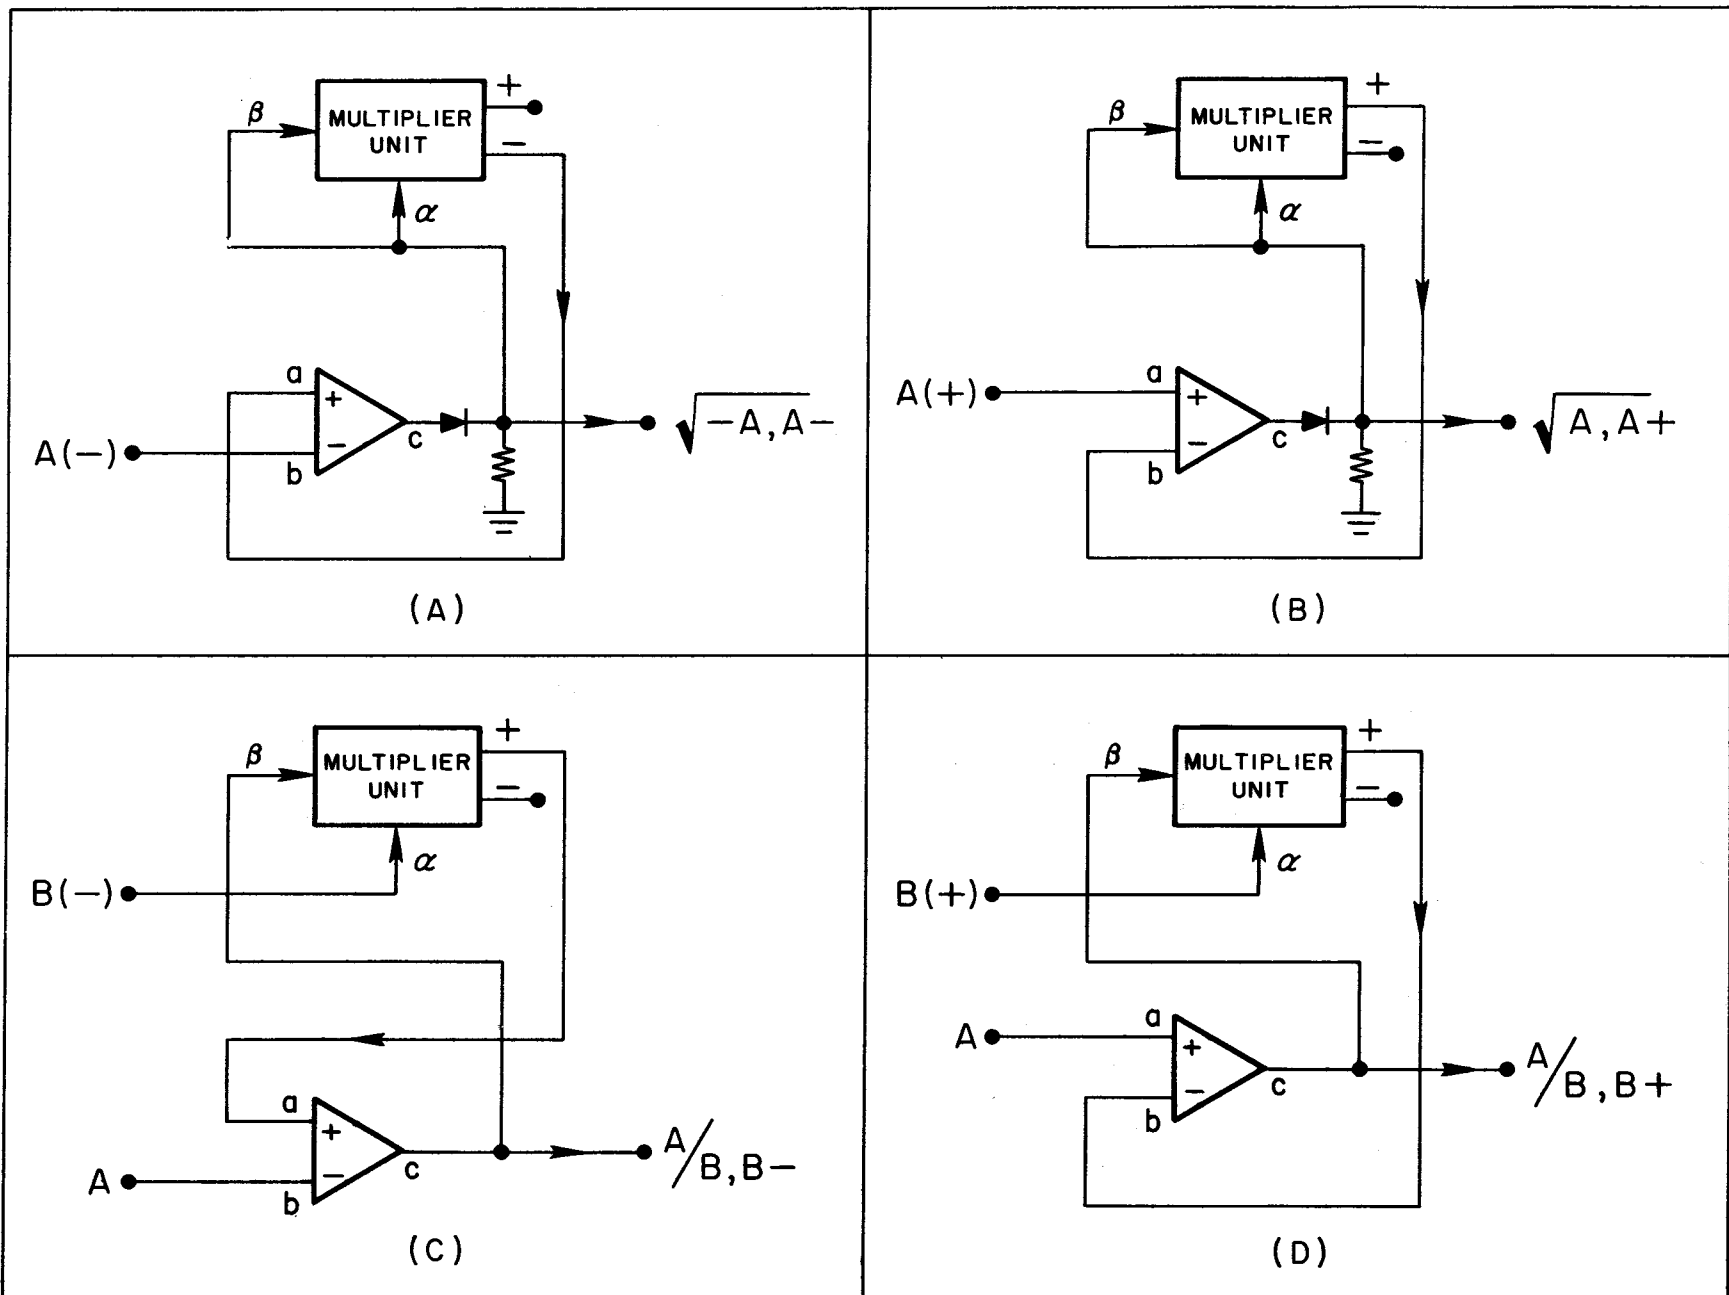 +
β
MULTIPLIER
UNIT
−
α
a
+
A(−)
−
c
b
√−A, A−
(A)
+
β
MULTIPLIER
UNIT
−
α
A(+)
a
+
−
c
b
√A, A+
(B)
+
β
MULTIPLIER
UNIT
−
B(−)
α
a
+
A
−
c
b
A/B, B−
(C)
+
β
MULTIPLIER
UNIT
−
B(+)
α
A
a
+
−
c
b
A/B, B+
(D)